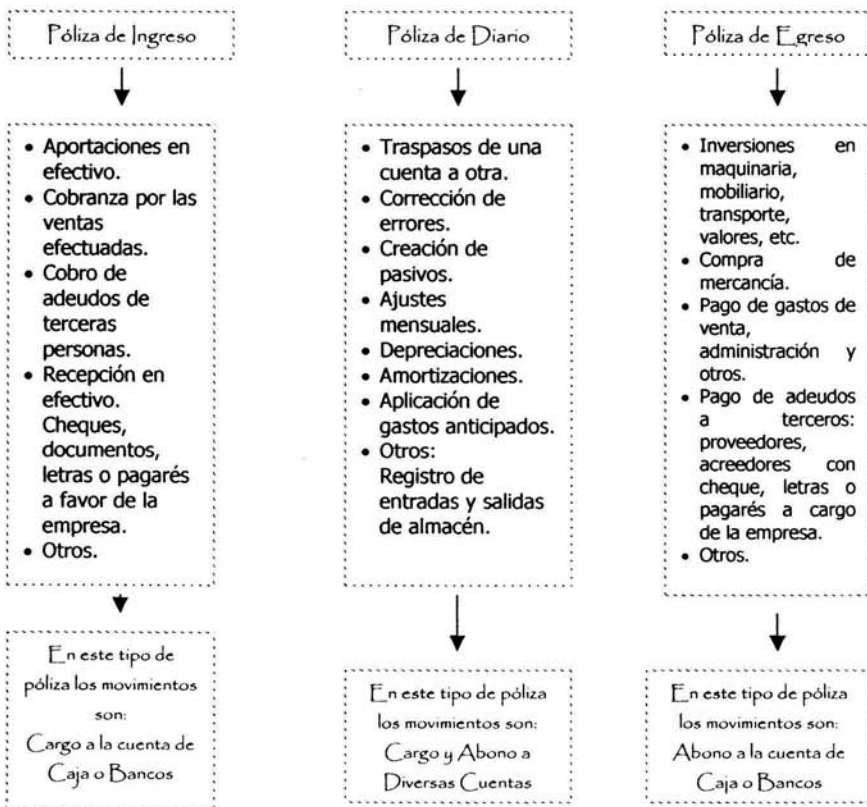 Póliza de Ingreso
• Aportaciones en
efectivo.
• Cobranza por las
ventas
efectuadas.
• Cobro de
adeudos de
terceras
personas.
• Recepción en
efectivo.
Cheques,
documentos,
letras o pagarés
a favor de la
empresa.
• Otros.
En este tipo de
póliza los movimientos
son:
Cargo a la cuenta de
Caja o Bancos
Póliza de Diario
• Traspasos de una
cuenta a otra.
• Corrección de
errores.
• Creación de
pasivos.
• Ajustes
mensuales.
• Depreciaciones.
• Amortizaciones.
• Aplicación de
gastos anticipados.
• Otros:
Registro de
entradas y salidas
de almacén.
En este tipo de póliza
los movimientos son:
Cargo y Abono a
Diversas Cuentas
Póliza de Egreso
• Inversiones en
maquinaria,
mobiliario,
transporte,
valores, etc.
• Compra de
mercancía.
• Pago de gastos de
venta,
administración y
otros.
• Pago de adeudos
a terceros:
proveedores,
acreedores con
cheque, letras o
pagarés a cargo
de la empresa.
• Otros.
En este tipo de póliza
los movimientos son:
Abono a la cuenta de
Caja o Bancos